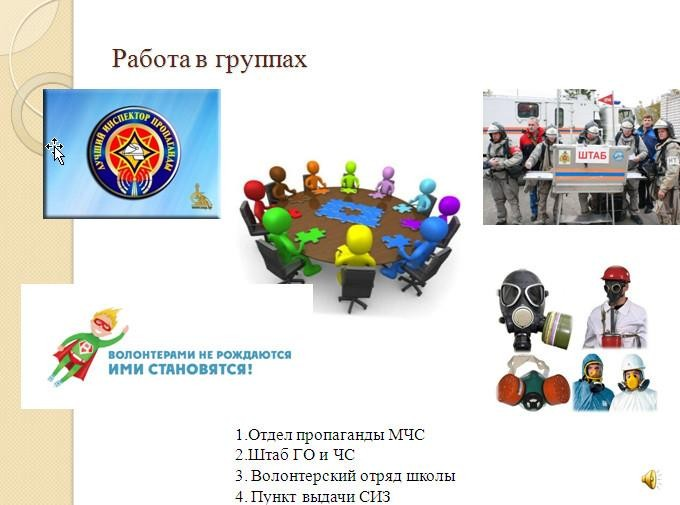 Работа в группах
ЛУЧШИЙ ИНСПЕКТОР ПРОПАГАНДЫ
ШТАБ
ВОЛОНТЕРАМИ НЕ РОЖДАЮТСЯ
ИМИ СТАНОВЯТСЯ!
1.Отдел пропаганды МЧС
2.Штаб ГО и ЧС
3. Волонтерский отряд школы
4. Пункт выдачи СИЗ